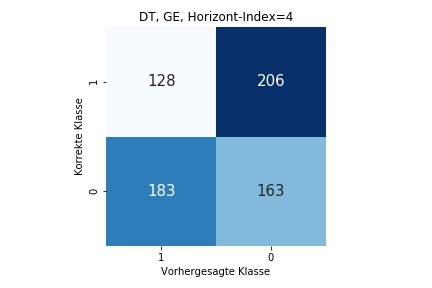 DT, GE, Horizont-Index=4
Korrekte Klasse
1
128
206
0
183
163
1
0
Vorhergesagte Klasse